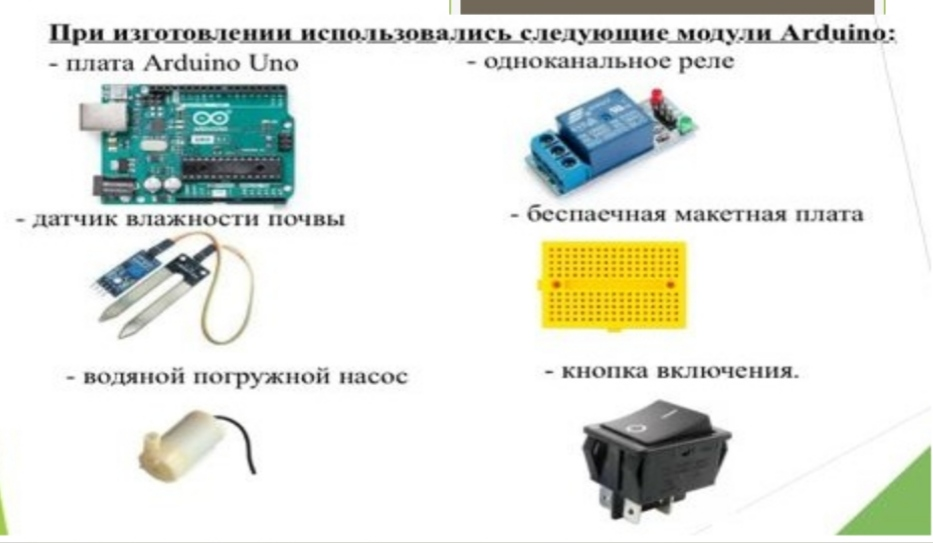 При изготовлении использовались следующие модули Arduino:
- плата Arduino Uno
- одноканальное реле
- датчик влажности почвы
- беспаечная макетная плата
- водяной погружной насос
- кнопка включения.